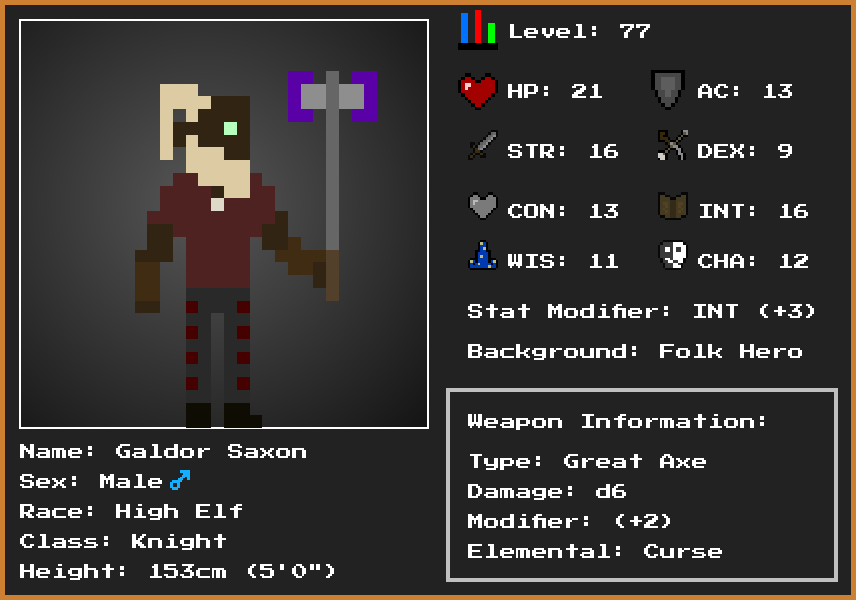 Level: 77
HP: 21
AC: 13
STR: 16
DEX: 9
CON: 13
INT: 16
WIS: 11
CHA: 12
Stat Modifier: INT (+3)
Background: Folk Hero
Weapon Information:
Type: Great Axe
Damage: d6
Modifier: (+2)
Elemental: Curse
Name: Galdor Saxon
Sex: Male ♂
Race: High Elf
Class: Knight
Height: 153cm (5'0")